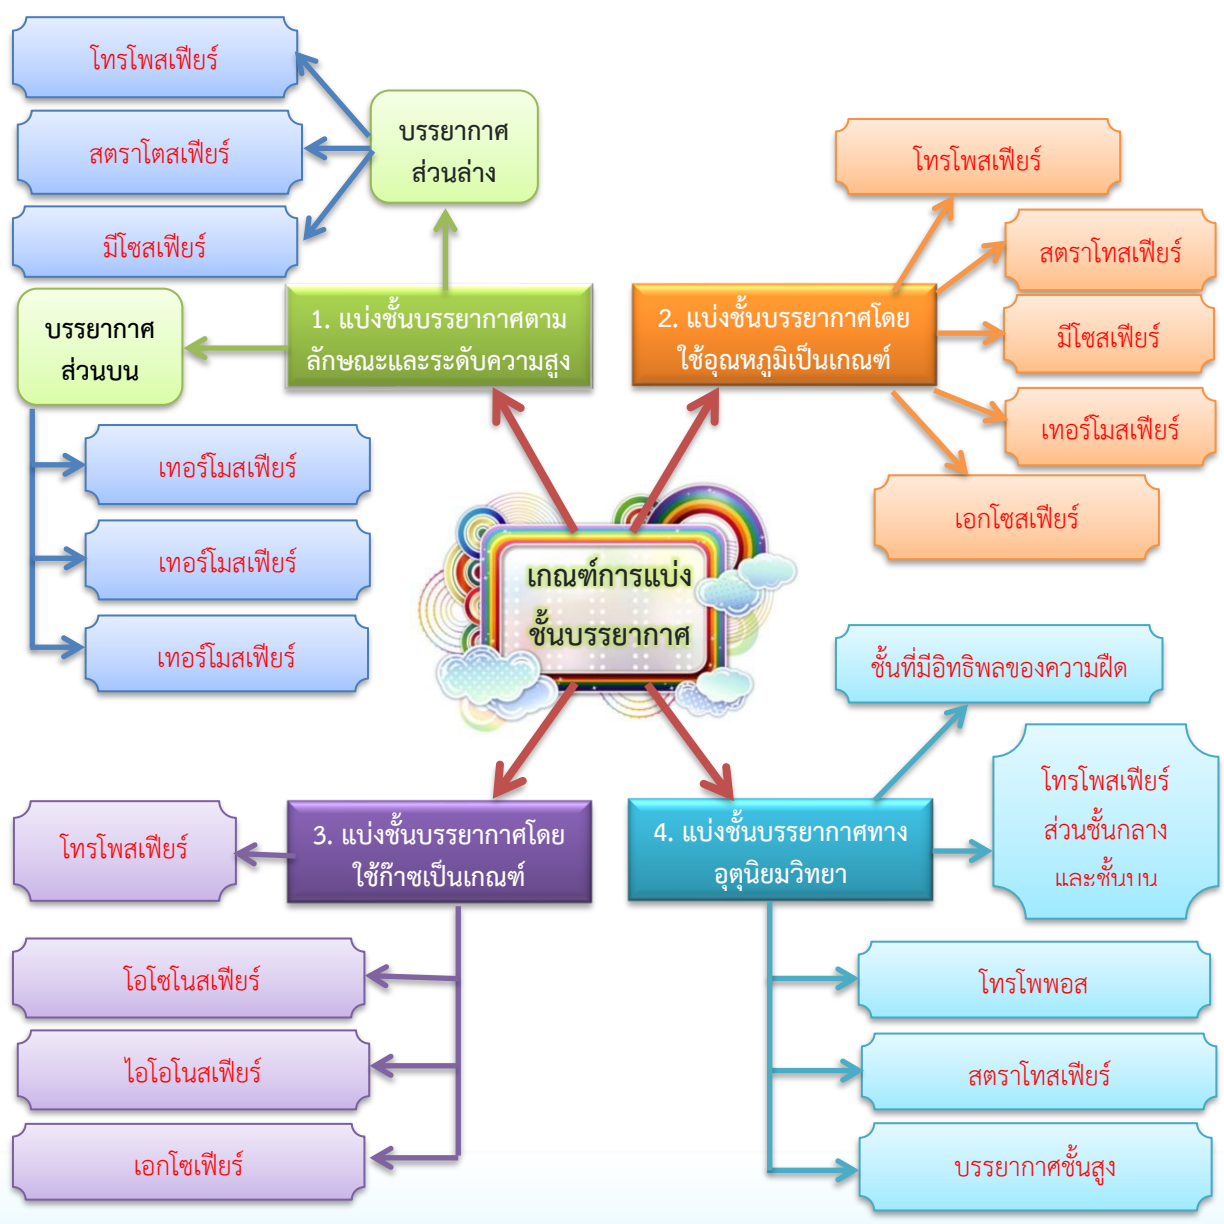 โทรโพสเฟียร์
สตราโตสเฟียร์
มีโซสเฟียร์
บรรยากาศ
ส่วนล่าง
บรรยากาศ
ส่วนบน
1. แบ่งชั้นบรรยากาศตาม
ลักษณะและระดับความสูง
เทอร์โมสเฟียร์
เทอร์โมสเฟียร์
เทอร์โมสเฟียร์
2. แบ่งชั้นบรรยากาศโดย
ใช้อุณหภูมิเป็นเกณฑ์
โทรโพสเฟียร์
สตราโทสเฟียร์
มีโซสเฟียร์
เทอร์โมสเฟียร์
เอกโซสเฟียร์
เกณฑ์การแบ่ง
ชั้นบรรยากาศ
3. แบ่งชั้นบรรยากาศโดย
ใช้ก๊าซเป็นเกณฑ์
โทรโพสเฟียร์
โอโซโนสเฟียร์
ไอโอโนสเฟียร์
เอกโซเฟียร์
4. แบ่งชั้นบรรยากาศทาง
อุตุนิยมวิทยา
ชั้นที่มีอิทธิพลของความฝืด
โทรโพสเฟียร์
ส่วนชั้นกลาง
และชั้นบน
โทรโพพอส
สตราโทสเฟียร์
บรรยากาศชั้นสูง